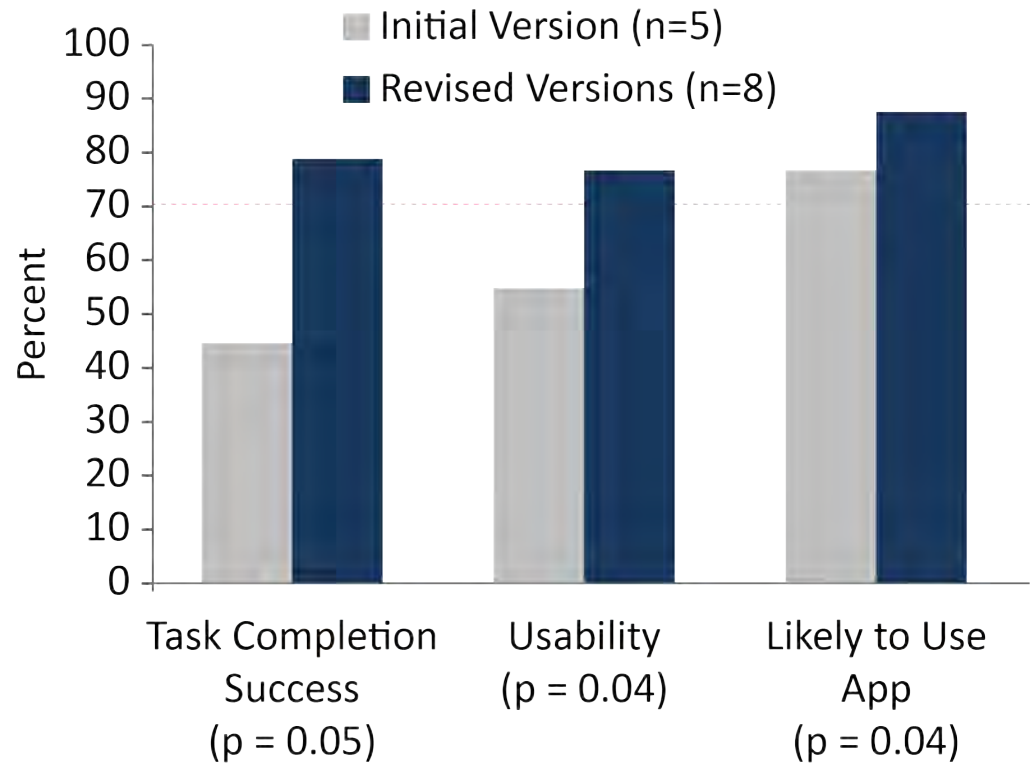 Initial Version (n=5)
Revised Versions (n=8)
100
90
80
70
60
50
40
30
20
10
0
Percent
Task Completion
Success
(p = 0.05)
Usability
(p = 0.04)
Likely to Use
App
(p = 0.04)